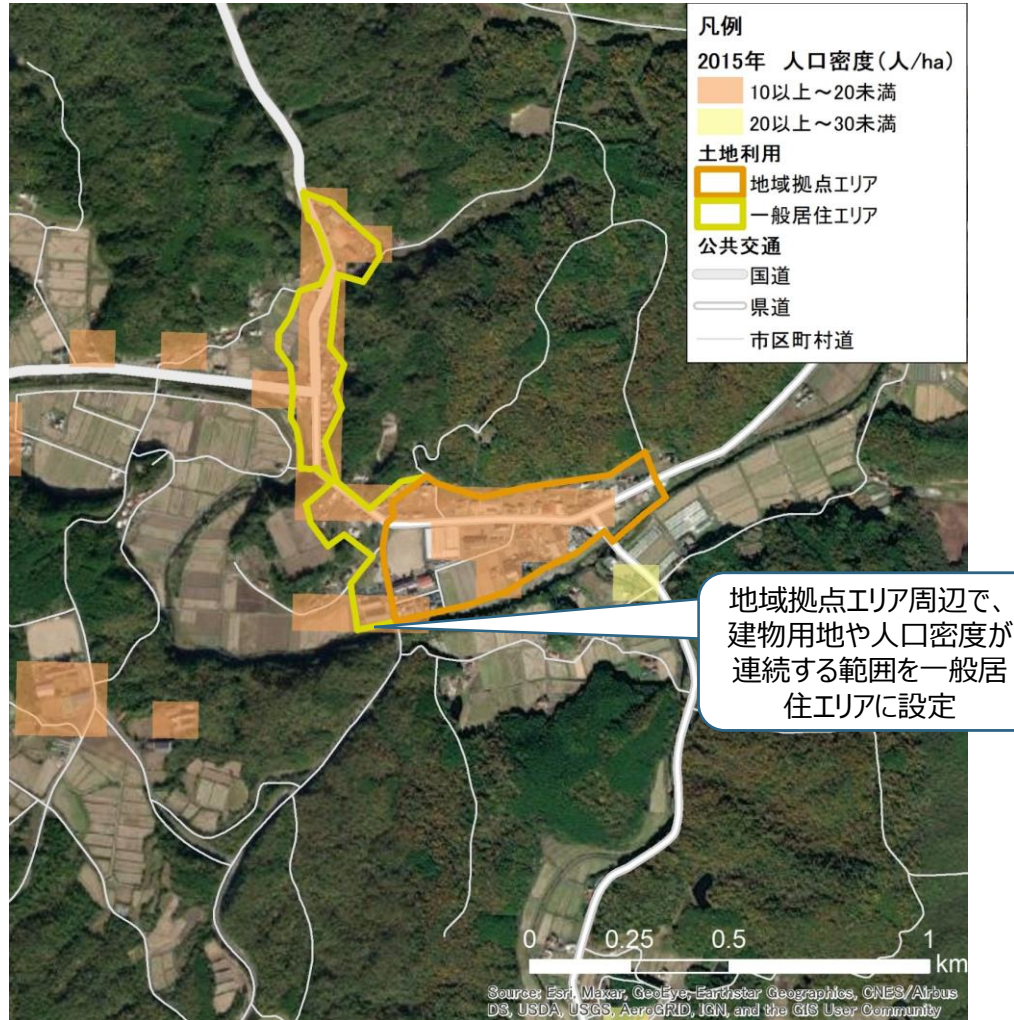 凡例
2015年 人口密度(人/ha)
10以上~20未満
20以上~30未満
土地利用
地域拠点エリア
一般居住エリア
公共交通
国道
県道
市区町村道
地域拠点エリア周辺で、
建物用地や人口密度が
連続する範囲を一般居
住エリアに設定
0 0.25 0.5 1
km
Source: Esri, Maxar, GeoEye, Earthstar Geographics, CNES/Airbus
DS, USDA, USGS, AeroGRID, IGN, and the GIS User Community